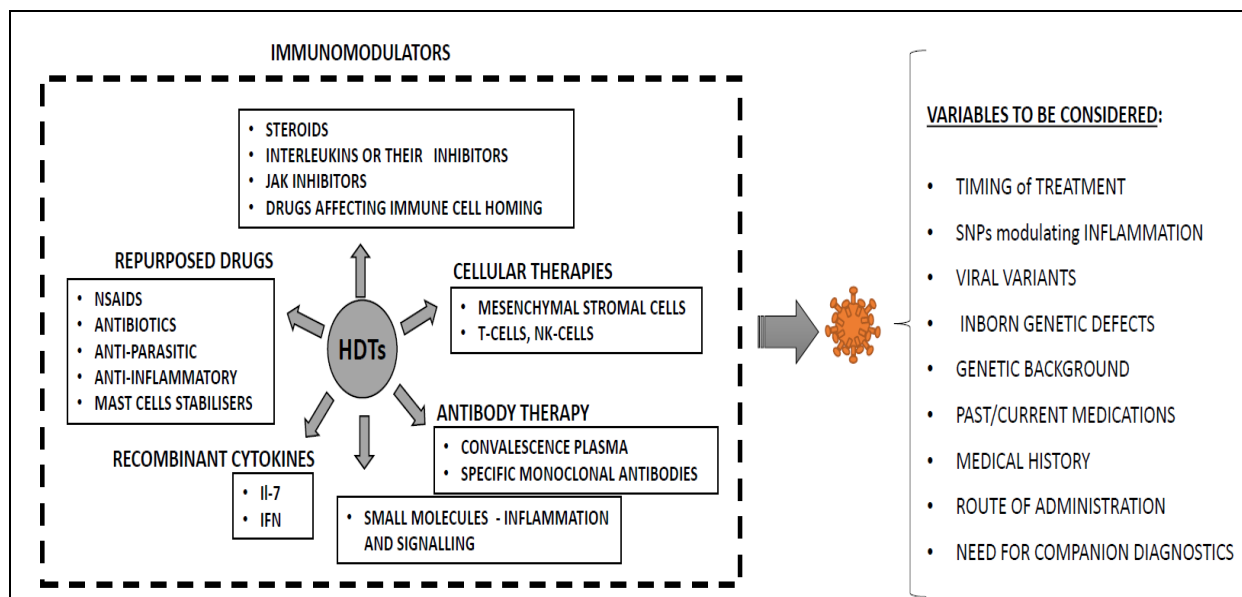 IMMUNOMODULATORS
• STEROIDS
• INTERLEUKINS OR THEIR INHIBITORS
• JAK INHIBITORS
• DRUGS AFFECTING IMMUNE CELL HOMING
REPURPOSED DRUGS
• NSAIDS
• ANTIBIOTICS
• ANTI-PARASITIC
• ANTI-INFLAMMATORY
• MAST CELLS STABILISERS
CELLULAR THERAPIES
• MESENCHYMAL STROMAL CELLS
• T-CELLS, NK-CELLS
HDTs
ANTIBODY THERAPY
• CONVALESCENCE PLASMA
• SPECIFIC MONOCLONAL ANTIBODIES
RECOMBINANT CYTOKINES
• Il-7
• IFN
• SMALL MOLECULES - INFLAMMATION
AND SIGNALLING
VARIABLES TO BE CONSIDERED:
• TIMING of TREATMENT
• SNPs modulating INFLAMMATION
• VIRAL VARIANTS
• INBORN GENETIC DEFECTS
• GENETIC BACKGROUND
• PAST/CURRENT MEDICATIONS
• MEDICAL HISTORY
• ROUTE OF ADMINISTRATION
• NEED FOR COMPANION DIAGNOSTICS